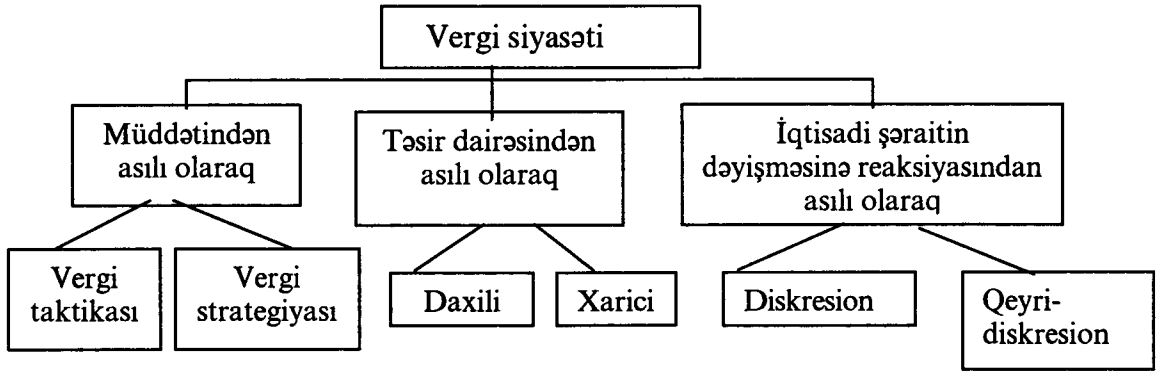 Vergi siyasəti
Müddətindən
asılı olaraq
Təsir dairəsindən
asılı olaraq
İqtisadi şəraitin
dəyişməsinə reaksiyasından
asılı olaraq
Vergi
taktikası
Vergi
strategiyası
Daxili
Xarici
Diskresion
Qeyri-
diskresion